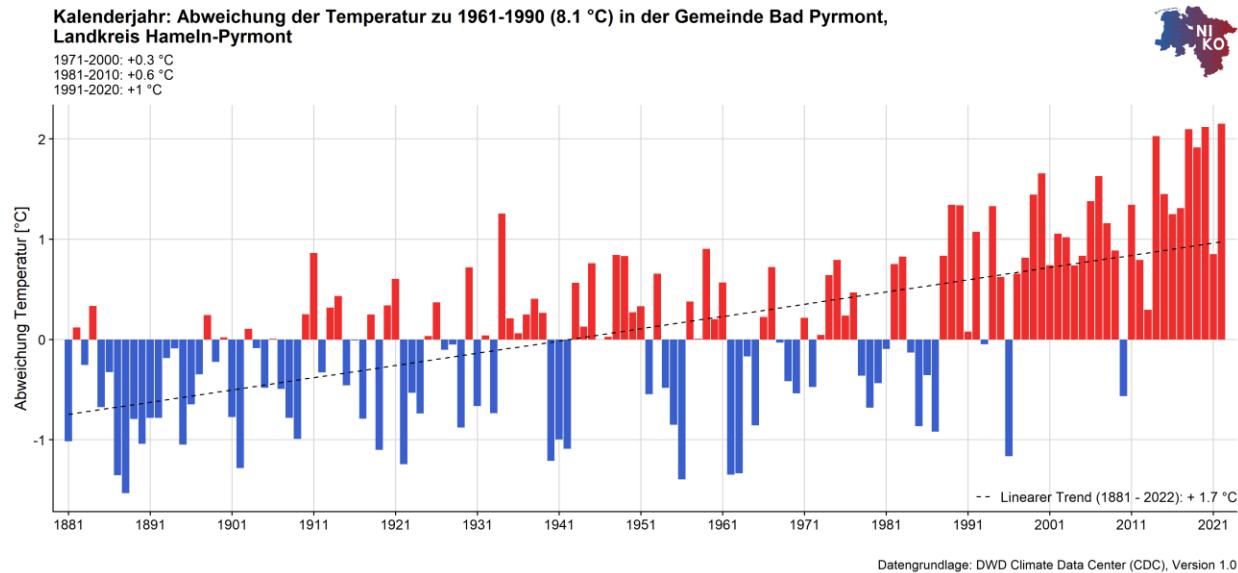 Kalenderjahr: Abweichung der Temperatur zu 1961-1990 (8.1 °C) in der Gemeinde Bad Pyrmont,
Landkreis Hameln-Pyrmont
1971-2000: +0.3 °C
1981-2010: +0.6 °C
1991-2020: +1 °C
NI
KO
Abweichung Temperatur [°C]
2
1
0
-1
-- Linearer Trend (1881 - 2022): + 1.7 °C
1881 1891 1901 1911 1921 1931 1941 1951 1961 1971 1981 1991 2001 2011 2021
Datengrundlage: DWD Climate Data Center (CDC), Version 1.0